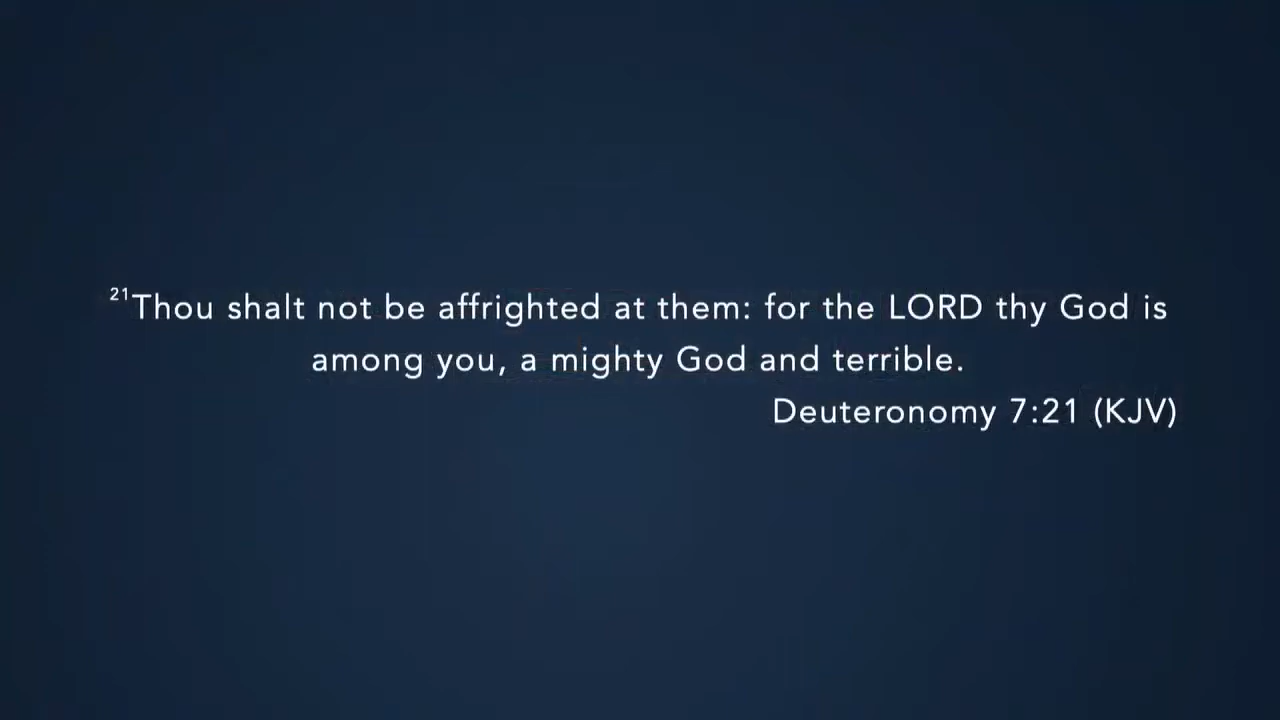 21Thou shalt not be affrighted at them: for the LORD thy God is
among you, a mighty God and terrible.
Deuteronomy 7:21 (KJV)